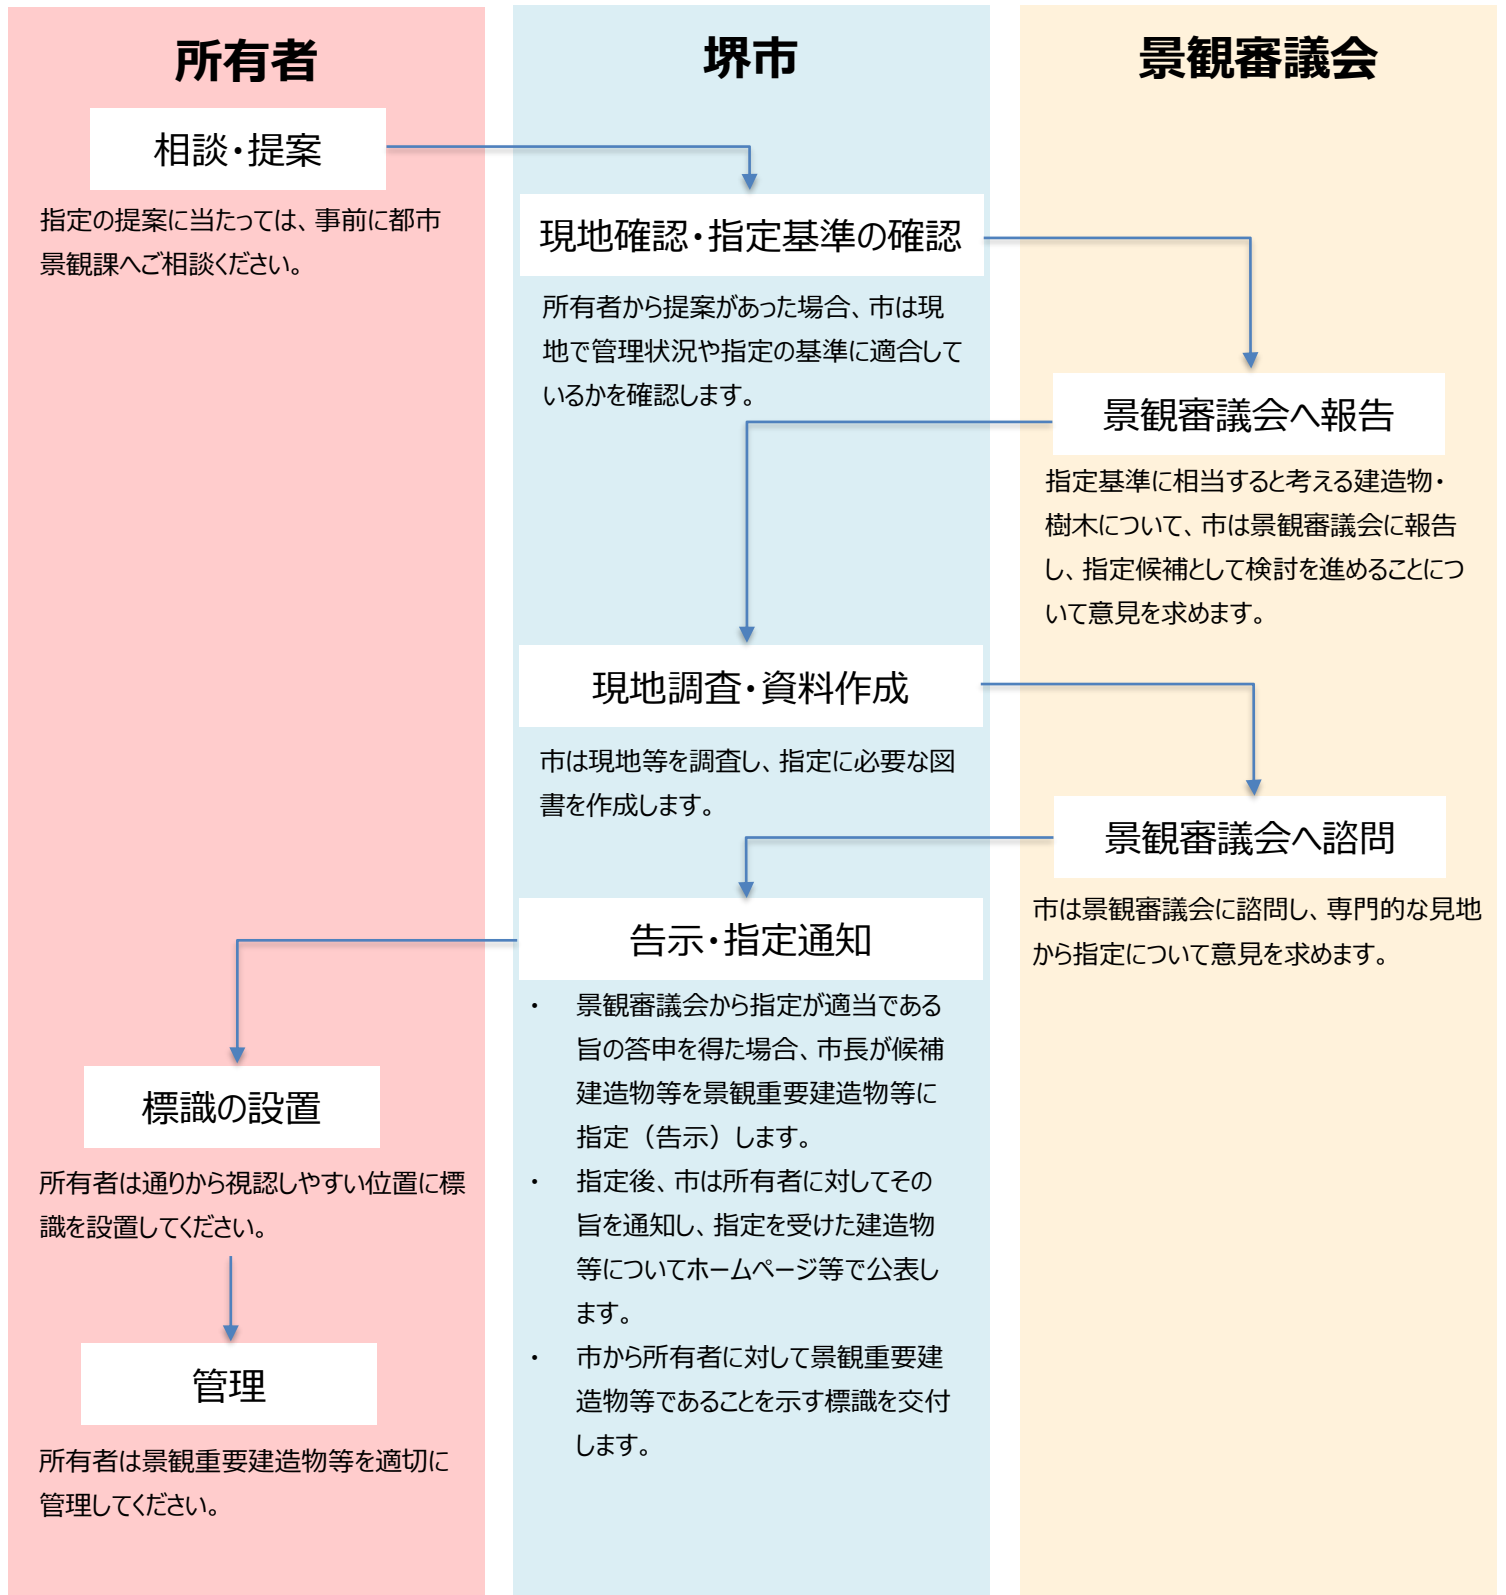 所有者
相談・提案
指定の提案に当たっては、事前に都市
景観課へご相談ください。
堺市
現地確認・指定基準の確認
所有者から提案があった場合、市は現
地で管理状況や指定の基準に適合して
いるかを確認します。
景観審議会
景観審議会へ報告
指定基準に相当すると考える建造物・
樹木について、市は景観審議会に報告
し、指定候補として検討を進めることにつ
いて意見を求めます。
現地調査・資料作成
市は現地等を調査し、指定に必要な図
書を作成します。
景観審議会へ諮問
市は景観審議会に諮問し、専門的な見地
から指定について意見を求めます。
告示・指定通知
・ 景観審議会から指定が適当である
旨の答申を得た場合、市長が候補
建造物等を景観重要建造物等に
指定（告示）します。
・ 指定後、市は所有者に対してその
旨を通知し、指定を受けた建造物
等についてホームページ等で公表し
ます。
・ 市から所有者に対して景観重要建
造物等であることを示す標識を交付
します。
標識の設置
所有者は通りから視認しやすい位置に標
識を設置してください。
管理
所有者は景観重要建造物等を適切に
管理してください。